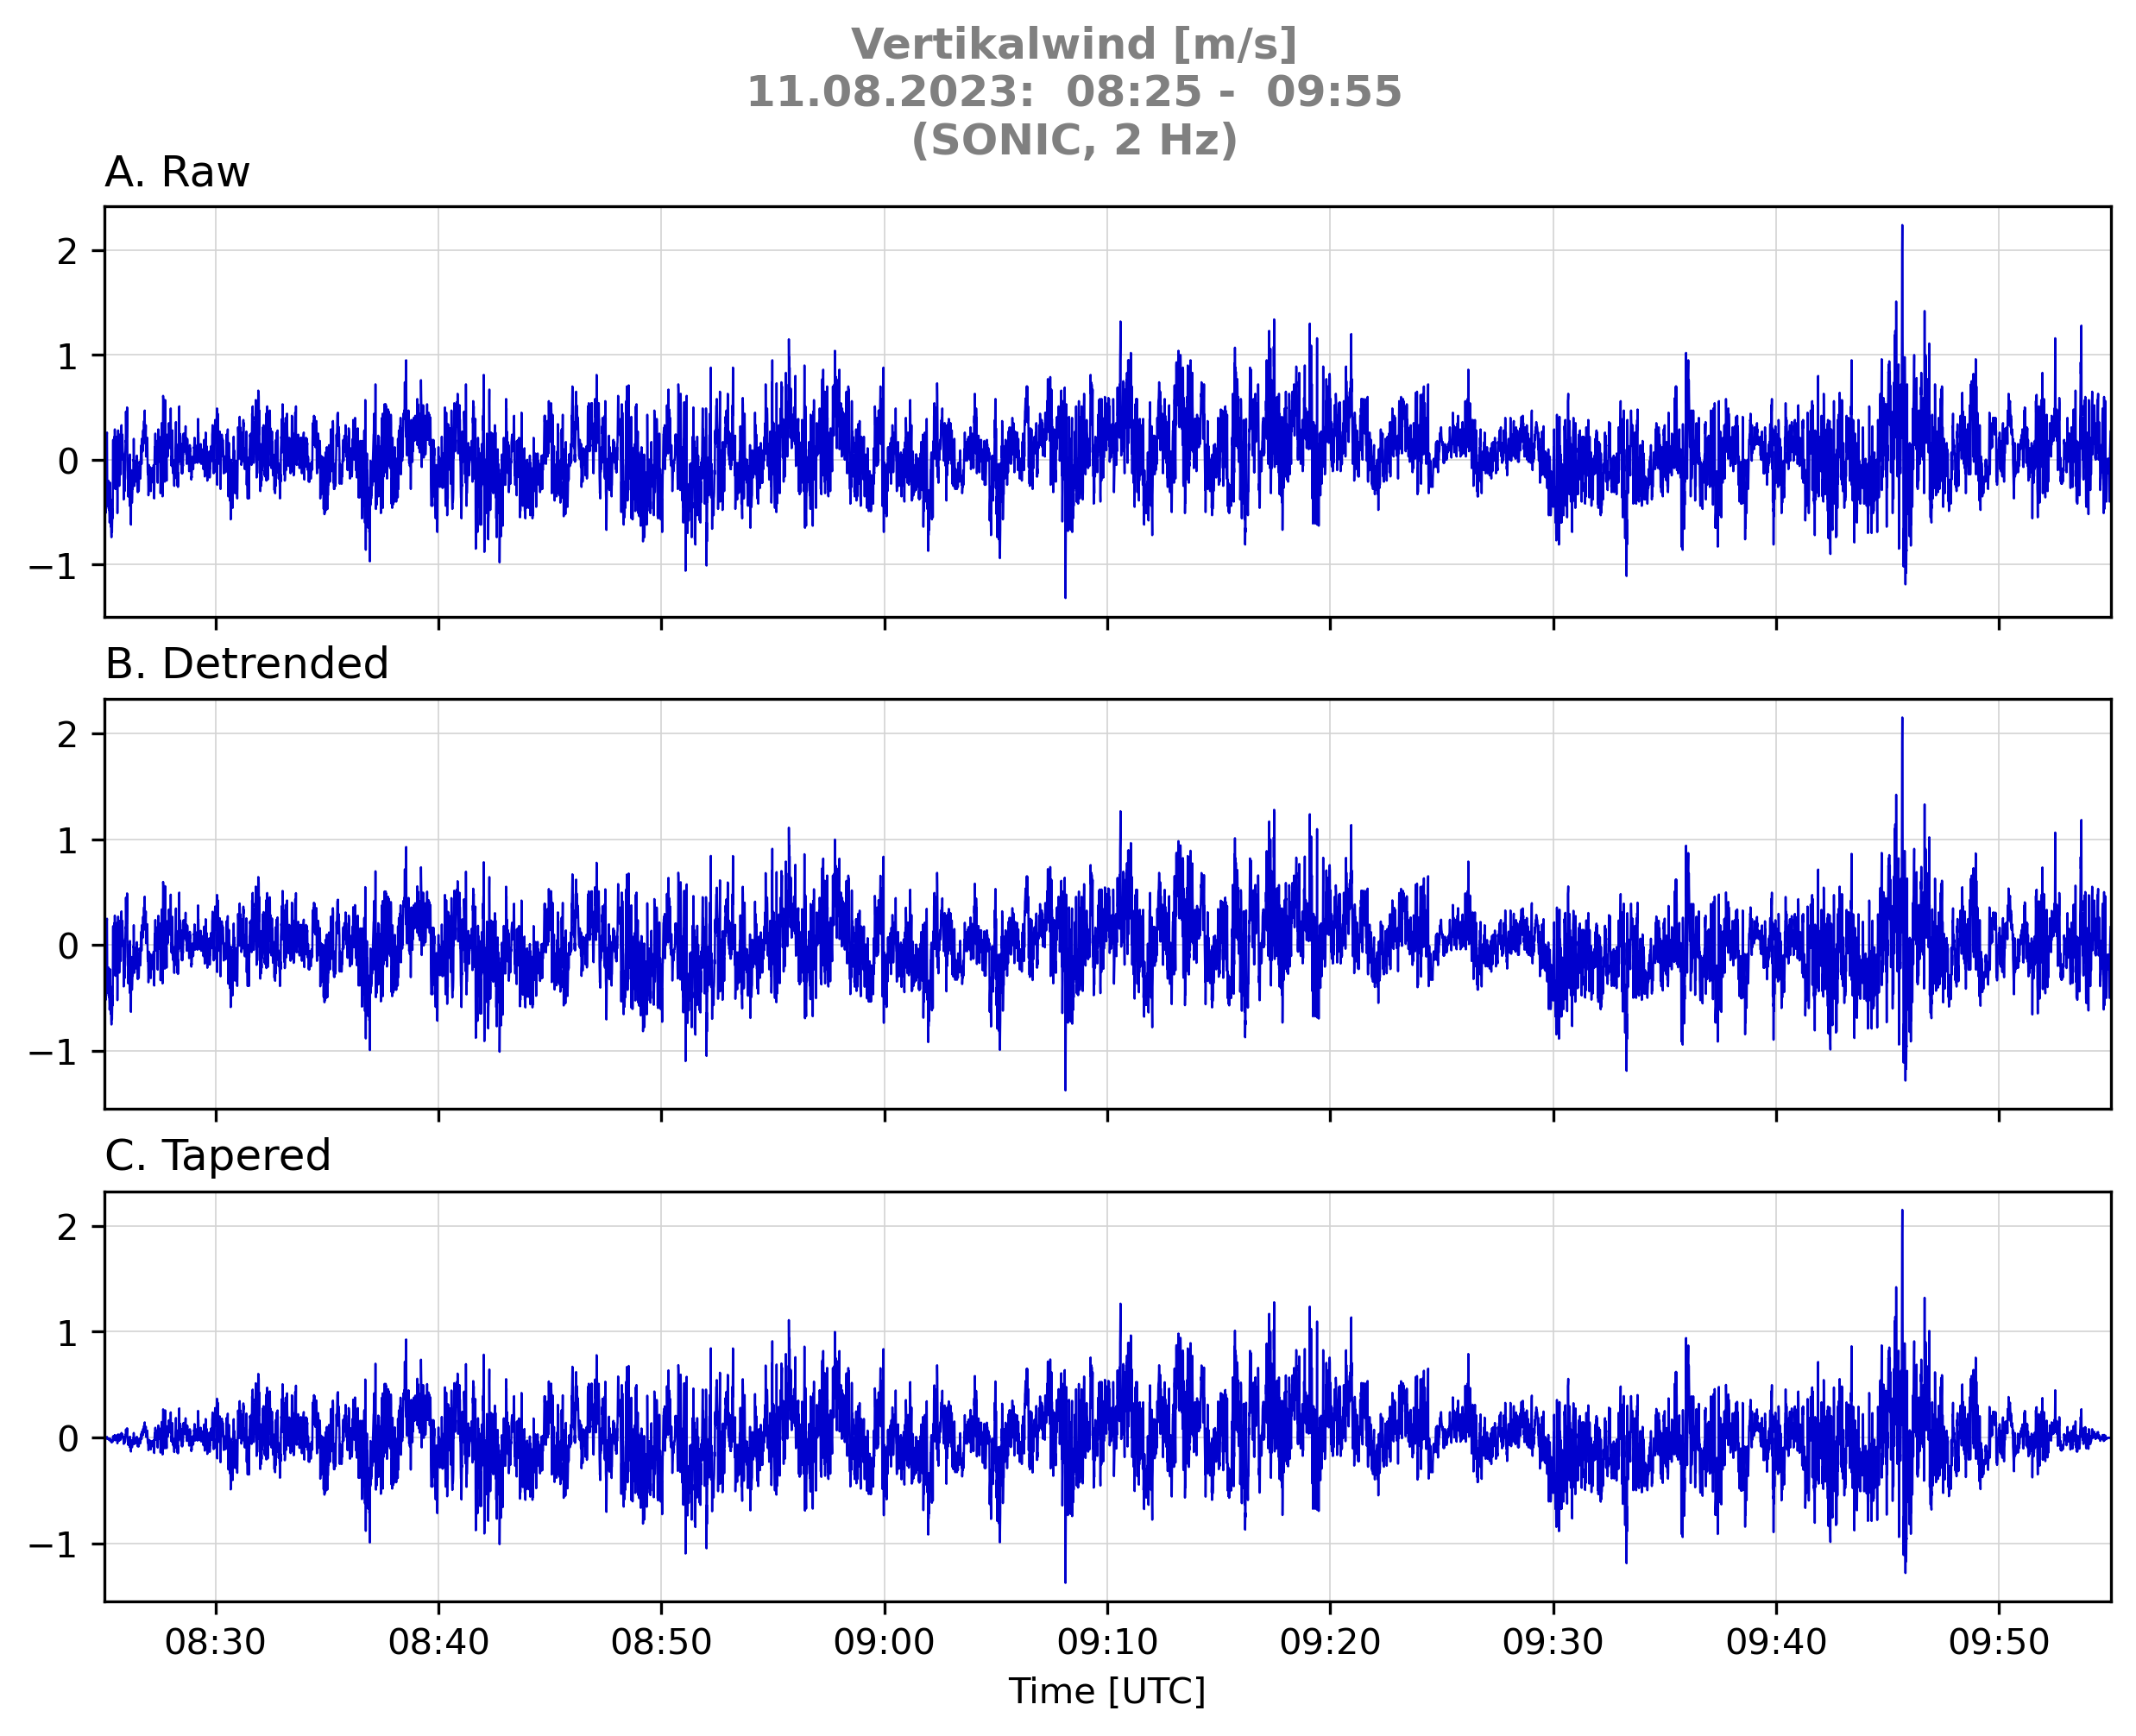 Vertikalwind [m/s]
11.08.2023:  08:25 -  09:55
(SONIC, 2 Hz)
A. Raw
2
1
0
−1
B. Detrended
2
1
0
−1
C. Tapered
2
1
0
−1
08:30 08:40 08:50 09:00 09:10 09:20 09:30 09:40 09:50
Time [UTC]